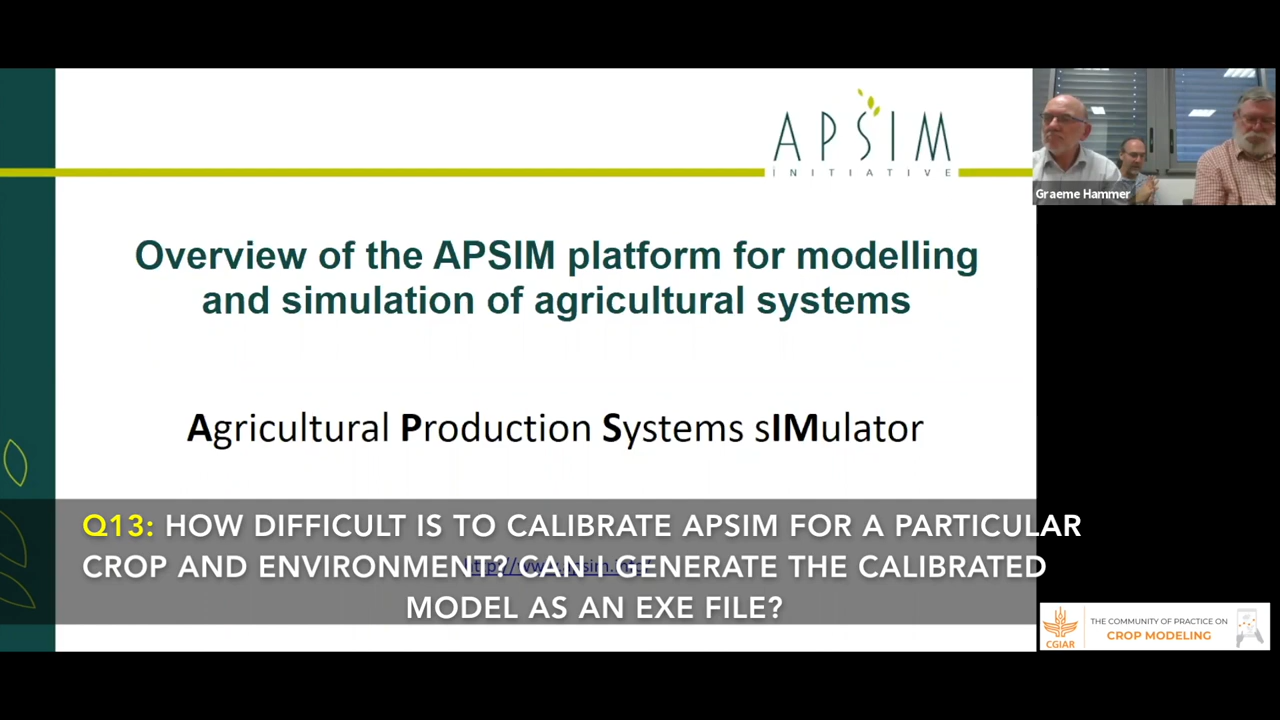 APSIM
INITIATIVE
Graeme Hammer
Overview of the APSIM platform for modelling
and simulation of agricultural systems
Agricultural Production Systems sIMulator
Q13: HOW DIFFICULT IS TO CALIBRATE APSIM FOR A PARTICULAR
CROP AND ENVIRONMENT? CAN I GENERATE THE CALIBRATED
MODEL AS AN EXE FILE?
CGIAR
THE COMMUNITY OF PRACTICE ON
CROP MODELING